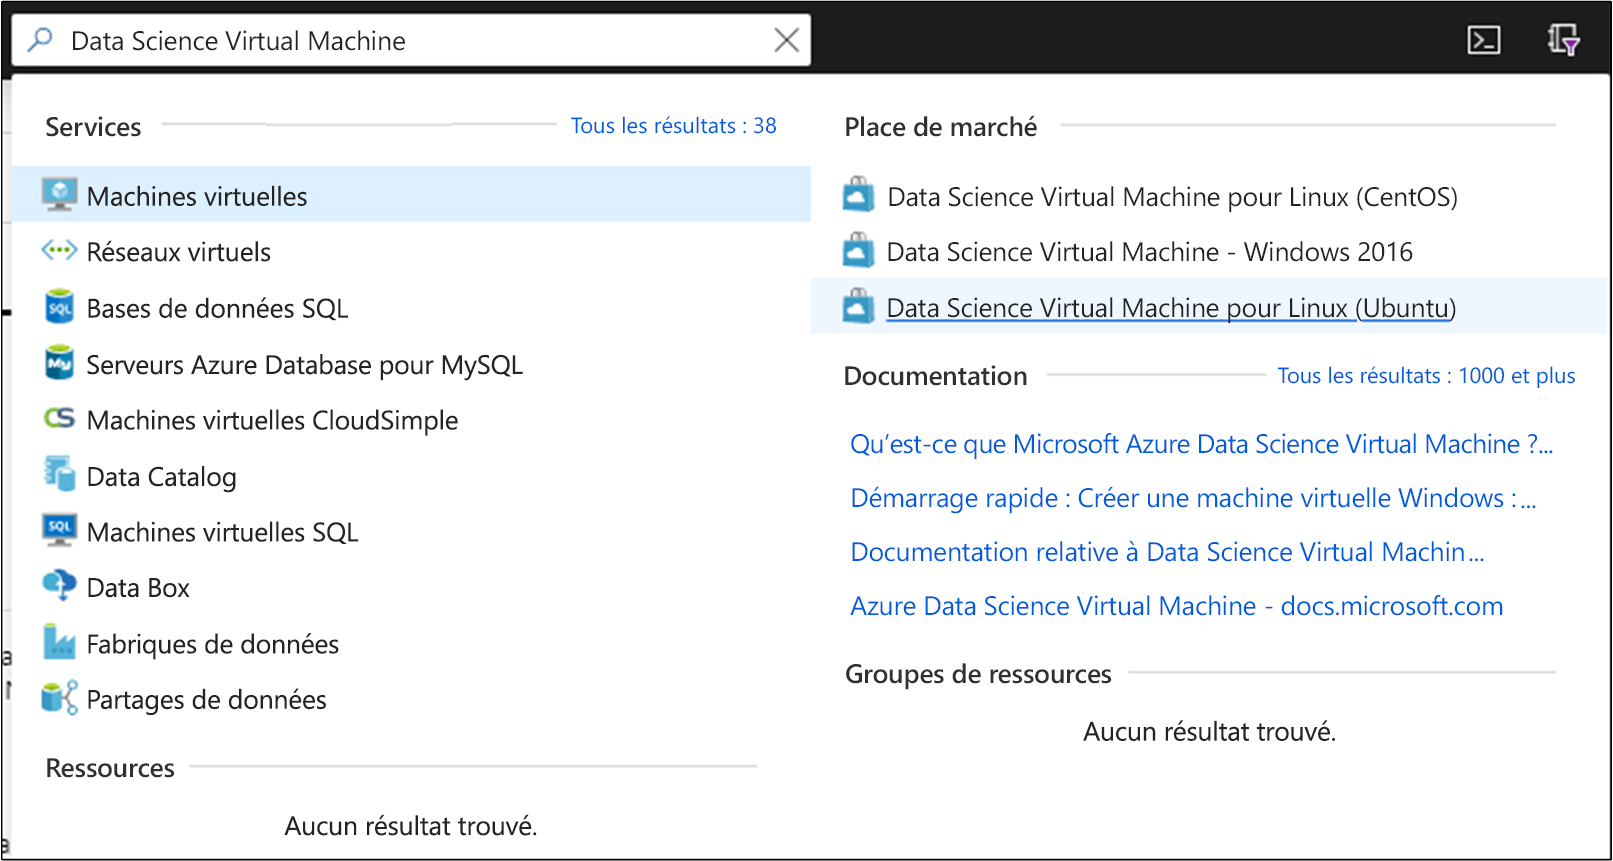 Data Science Virtual Machine
Services
Tous les résultats : 38
Machines virtuelles
Réseaux virtuels
Bases de données SQL
Serveurs Azure Database pour MySQL
Machines virtuelles CloudSimple
Data Catalog
Machines virtuelles SQL
Data Box
Fabriques de données
Partages de données
Ressources
Aucun résultat trouvé.
Place de marché
Data Science Virtual Machine pour Linux (CentOS)
Data Science Virtual Machine - Windows 2016
Data Science Virtual Machine pour Linux (Ubuntu)
Documentation
Tous les résultats : 1000 et plus
Qu’est-ce que Microsoft Azure Data Science Virtual Machine ?...
Démarrage rapide : Créer une machine virtuelle Windows : ...
Documentation relative à Data Science Virtual Machin ...
Azure Data Science Virtual Machine - docs.microsoft.com
Groupes de ressources
Aucun résultat trouvé.